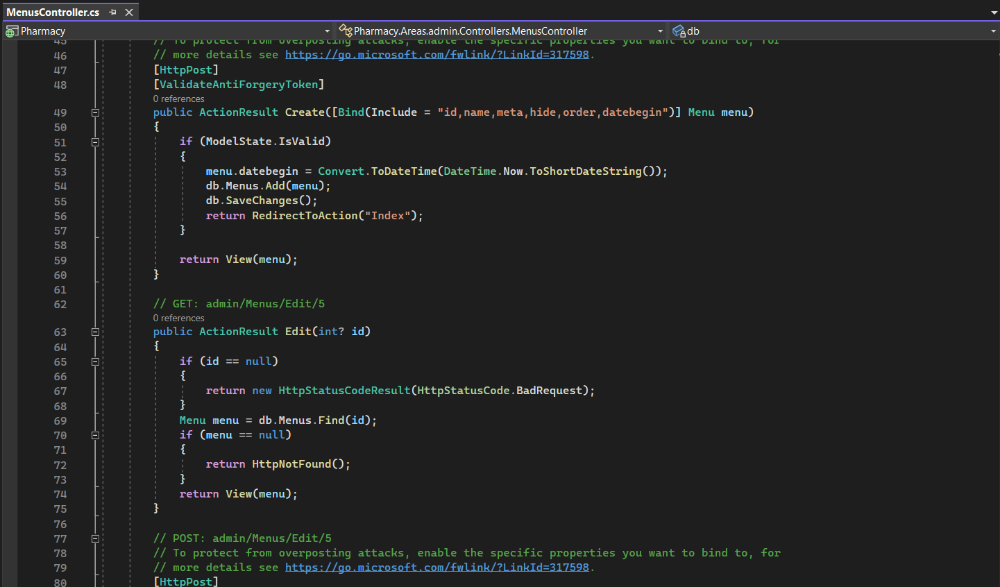 MenusController.cs
Pharmacy Pharmacy.Areas.admin.Controllers.MenusController db
45 // To protect from overposting attacks, enable the specific properties you want to bind to, for
46 // more details see https://go.microsoft.com/fwlink/?LinkId=317598.
47 [HttpPost]
48 [ValidateAntiForgeryToken]
0 references
49 public ActionResult Create([Bind(Include = "id,name,meta,hide,order,datebegin")] Menu menu)
50 {
51 if (ModelState.IsValid)
52 {
53 menu.datebegin = Convert.ToDateTime(DateTime.Now.ToShortDateString());
54 db.Menus.Add(menu);
55 db.SaveChanges();
56 return RedirectToAction("Index");
57 }
58
59 return View(menu);
60 }
61
62 // GET: admin/Menus/Edit/5
0 references
63 public ActionResult Edit(int? id)
64 {
65 if (id == null)
66 {
67 return new HttpStatusCodeResult(HttpStatusCode.BadRequest);
68 }
69 Menu menu = db.Menus.Find(id);
70 if (menu == null)
71 {
72 return HttpNotFound();
73 }
74 return View(menu);
75 }
76
77 // POST: admin/Menus/Edit/5
78 // To protect from overposting attacks, enable the specific properties you want to bind to, for
79 // more details see https://go.microsoft.com/fwlink/?LinkId=317598.
80 [HttpPost]